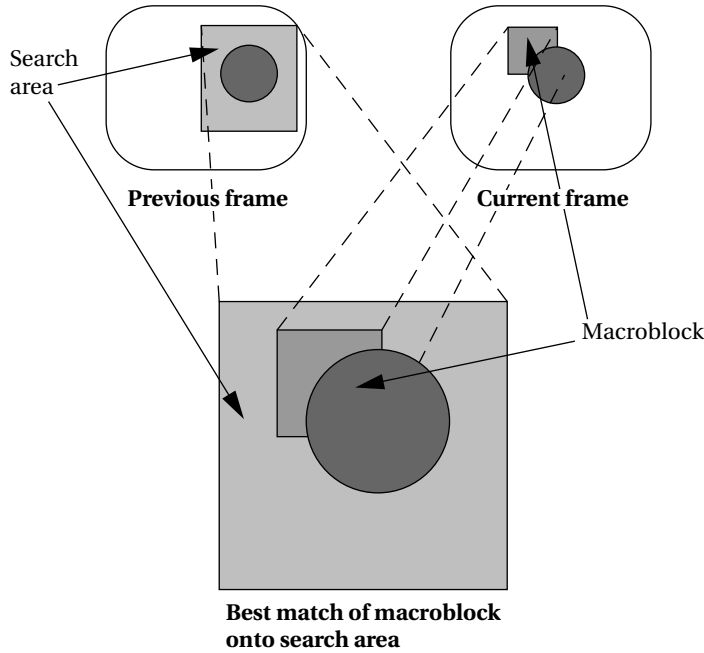 Search
area
Previous frame
Current frame
Macroblock
Best match of macroblock
onto search area